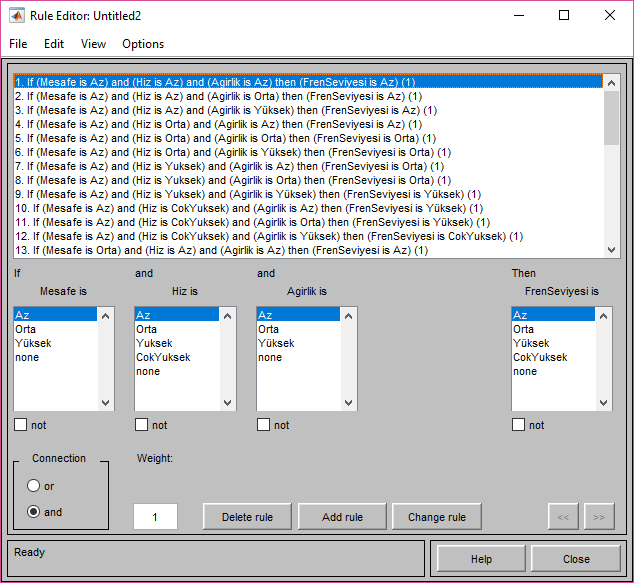 Rule Editor: Untitled2
File Edit View Options
1. If (Mesafe is Az) and (Hiz is Az) and (Agirlik is Az) then (FrenSeviyesi is Az) (1)
2. If (Mesafe is Az) and (Hiz is Az) and (Agirlik is Orta) then (FrenSeviyesi is Az) (1)
3. If (Mesafe is Az) and (Hiz is Az) and (Agirlik is Yüksek) then (FrenSeviyesi is Az) (1)
4. If (Mesafe is Az) and (Hiz is Orta) and (Agirlik is Az) then (FrenSeviyesi is Az) (1)
5. If (Mesafe is Az) and (Hiz is Orta) and (Agirlik is Orta) then (FrenSeviyesi is Orta) (1)
6. If (Mesafe is Az) and (Hiz is Orta) and (Agirlik is Yüksek) then (FrenSeviyesi is Orta) (1)
7. If (Mesafe is Az) and (Hiz is Yuksek) and (Agirlik is Az) then (FrenSeviyesi is Orta) (1)
8. If (Mesafe is Az) and (Hiz is Yuksek) and (Agirlik is Orta) then (FrenSeviyesi is Orta) (1)
9. If (Mesafe is Az) and (Hiz is Yuksek) and (Agirlik is Yüksek) then (FrenSeviyesi is Yüksek) (1)
10. If (Mesafe is Az) and (Hiz is CokYuksek) and (Agirlik is Az) then (FrenSeviyesi is Yüksek) (1)
11. If (Mesafe is Az) and (Hiz is CokYuksek) and (Agirlik is Orta) then (FrenSeviyesi is Yüksek) (1)
12. If (Mesafe is Az) and (Hiz is CokYuksek) and (Agirlik is Yüksek) then (FrenSeviyesi is CokYuksek) (1)
13. If (Mesafe is Orta) and (Hiz is Az) and (Agirlik is Az) then (FrenSeviyesi is Az) (1)
If and and Then
Mesafe is Hiz is Agirlik is FrenSeviyesi is
Az Az Az Az
Orta Orta Orta Orta
Yüksek Yuksek Yüksek Yüksek
none CokYuksek none CokYuksek
none none
not not not not
Connection Weight:
or
and 1 Delete rule Add rule Change rule << >>
Ready Help Close